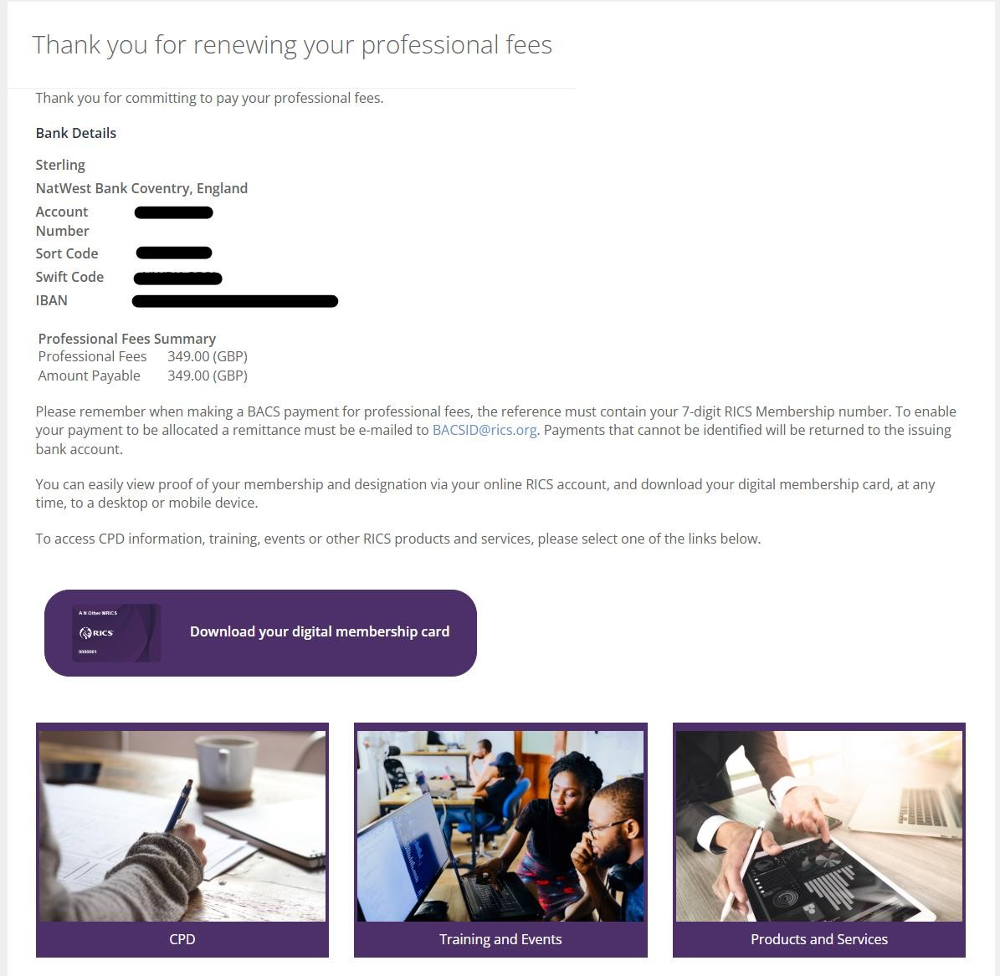 Thank you for renewing your professional fees
Thank you for committing to pay your professional fees.
Bank Details
Sterling
NatWest Bank Coventry, England
Account
Number
Sort Code
Swift Code
IBAN
Professional Fees Summary
Professional Fees 349.00 (GBP)
Amount Payable 349.00 (GBP)
Please remember when making a BACS payment for professional fees, the reference must contain your 7-digit RICS Membership number. To enable
your payment to be allocated a remittance must be e-mailed to BACSID@rics.org. Payments that cannot be identified will be returned to the issuing
bank account.
You can easily view proof of your membership and designation via your online RICS account, and download your digital membership card, at any
time, to a desktop or mobile device.
To access CPD information, training, events or other RICS products and services, please select one of the links below.
A N Other MRICS
RICS
0000001
Download your digital membership card
CPD
Training and Events
Products and Services